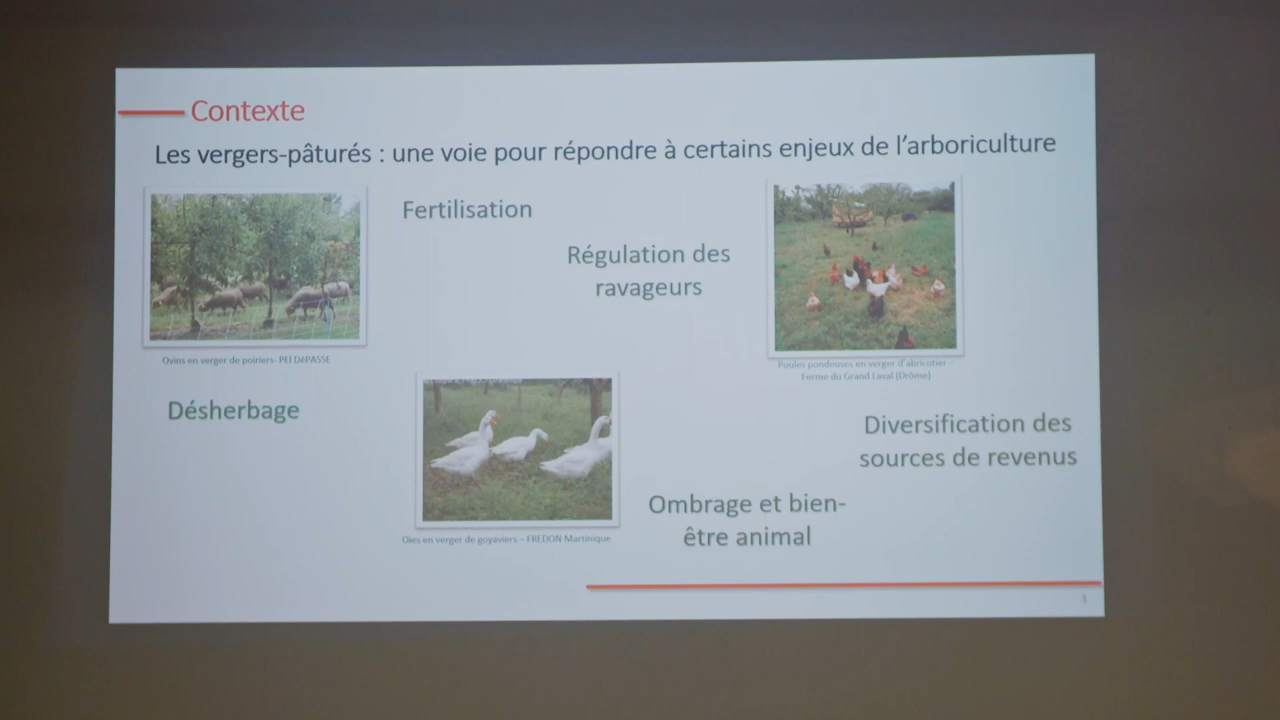 Contexte
Les vergers-pâturés : une voie pour répondre à certains enjeux de l'arboriculture
Fertilisation
Régulation des
ravageurs
Ovins en verger de poiriers- PEI DéPASSE
Poules pondeuses en verger d'abricotier –
Ferme du Grand Laval (Drôme)
Désherbage
Diversification des
sources de revenus
Ombrage et bien-
être animal
Oies en verger de goyaviers – FREDON Martinique
3